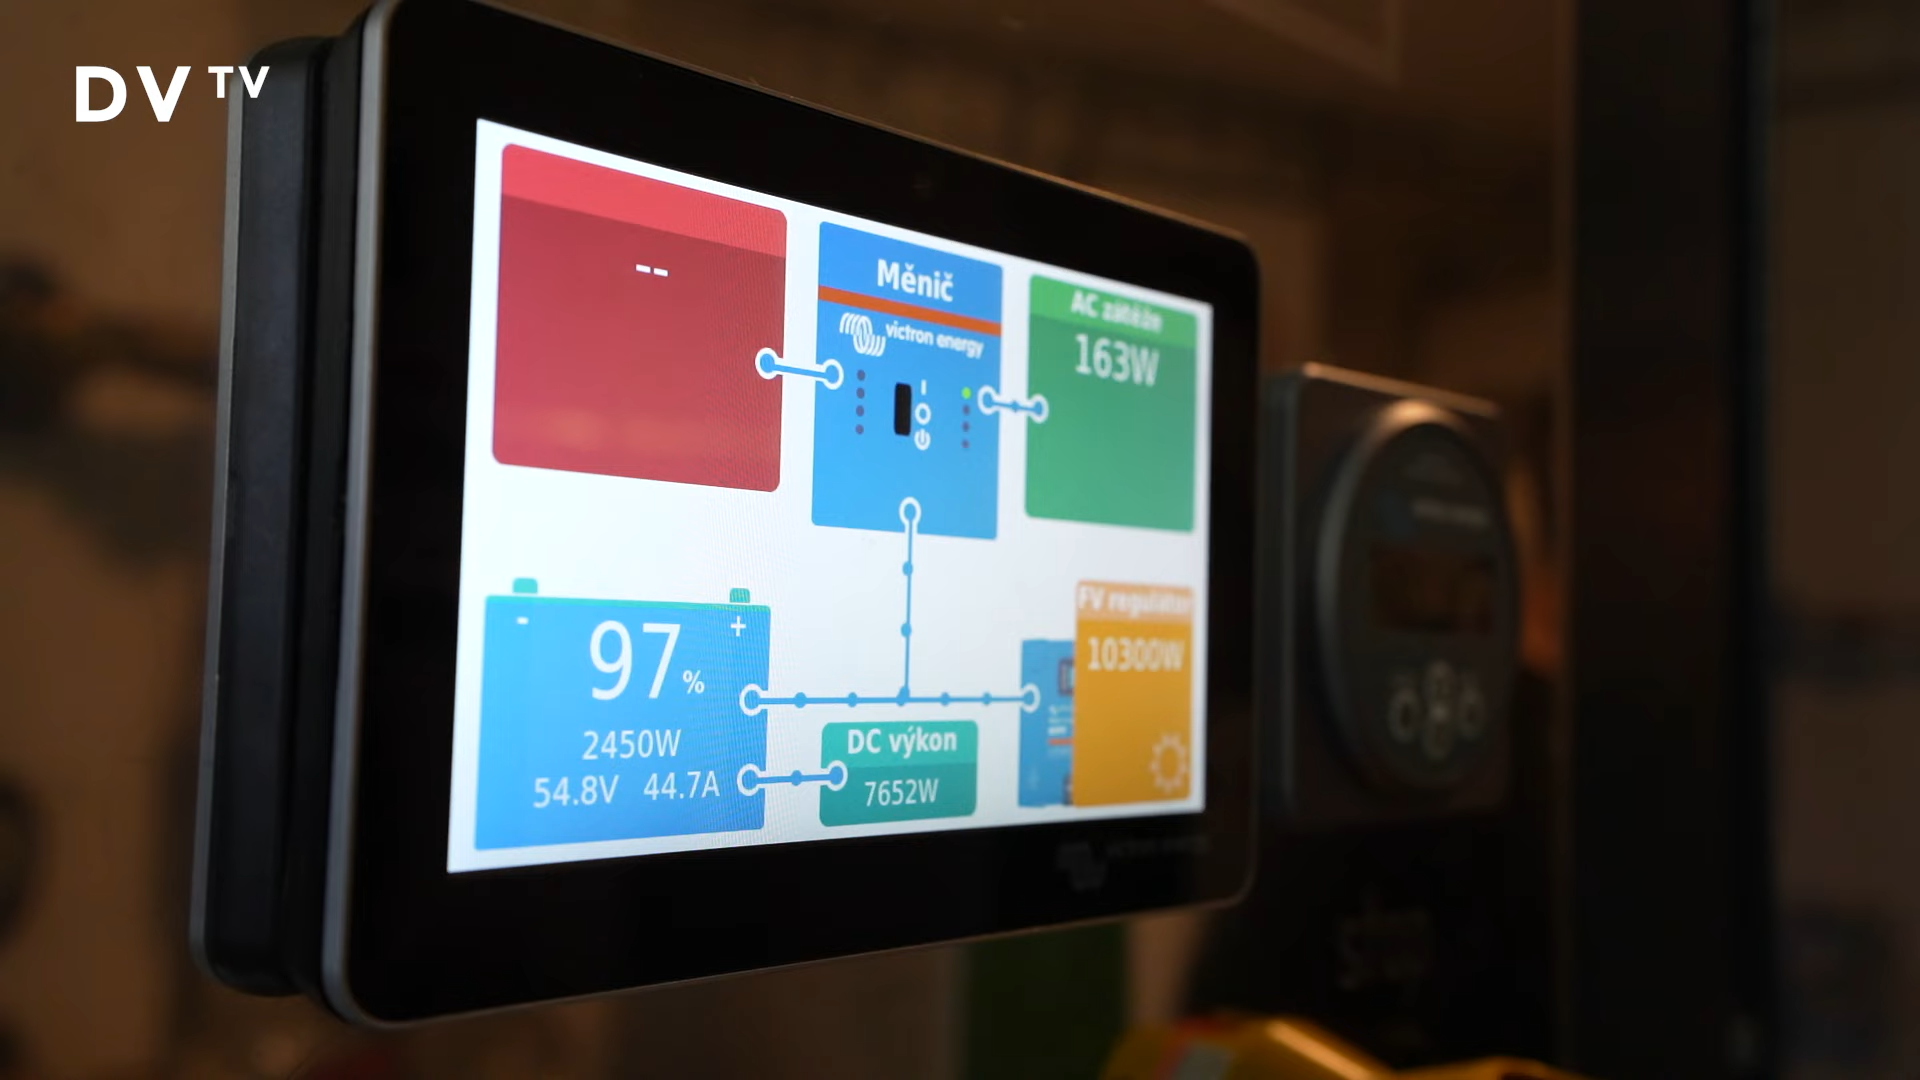 DV TV
--
Měnič
victron energy
AC zátěže
163W
- +
97%
2450W
54.8V 44.7A
DC výkon
7652W
FV regulátor
10300W
victron energy